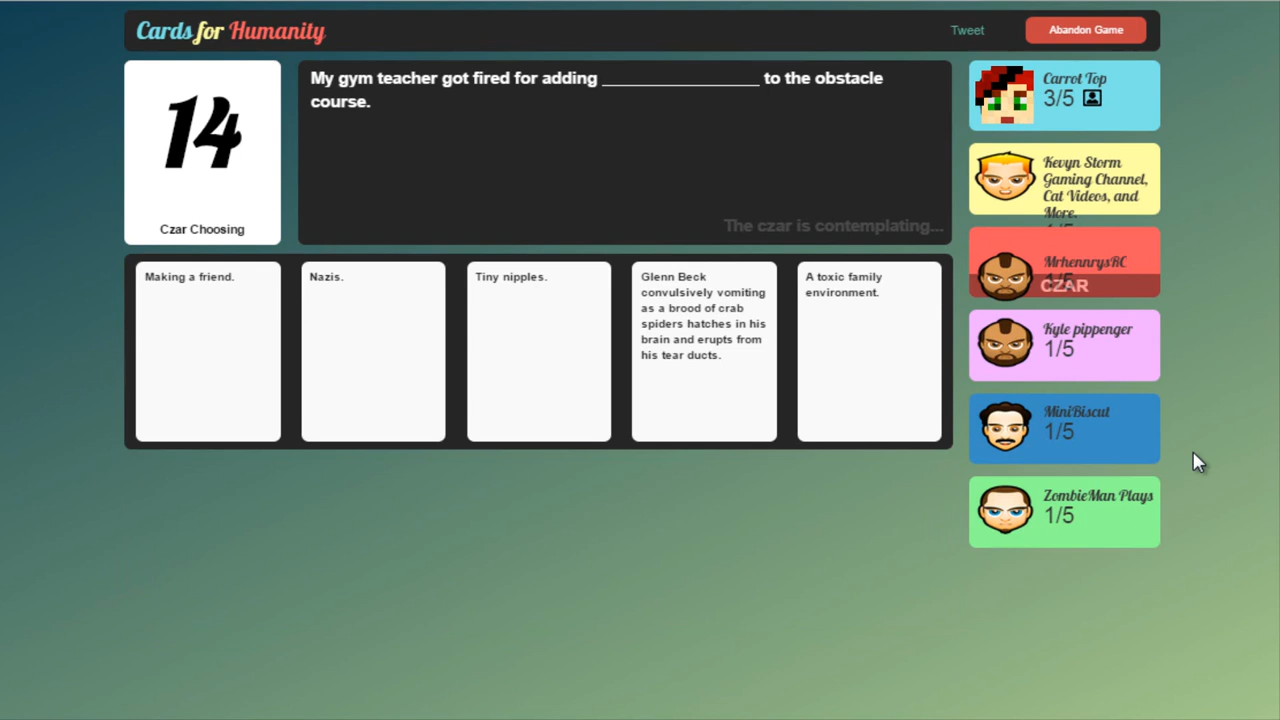 Cards for Humanity
Tweet
Abandon Game
14
Czar Choosing
My gym teacher got fired for adding _________________ to the obstacle
course.
The czar is contemplating...
Making a friend.
Nazis.
Tiny nipples.
Glenn Beck
convulsively vomiting
as a brood of crab
spiders hatches in his
brain and erupts from
his tear ducts.
A toxic family
environment.
Carrot Top
3/5
Kevyn Storm
Gaming Channel,
Cat Videos, and
More.
MrhennrysRC
CZAR
Kyle pippenger
1/5
MiniBiscut
1/5
ZombieMan Plays
1/5